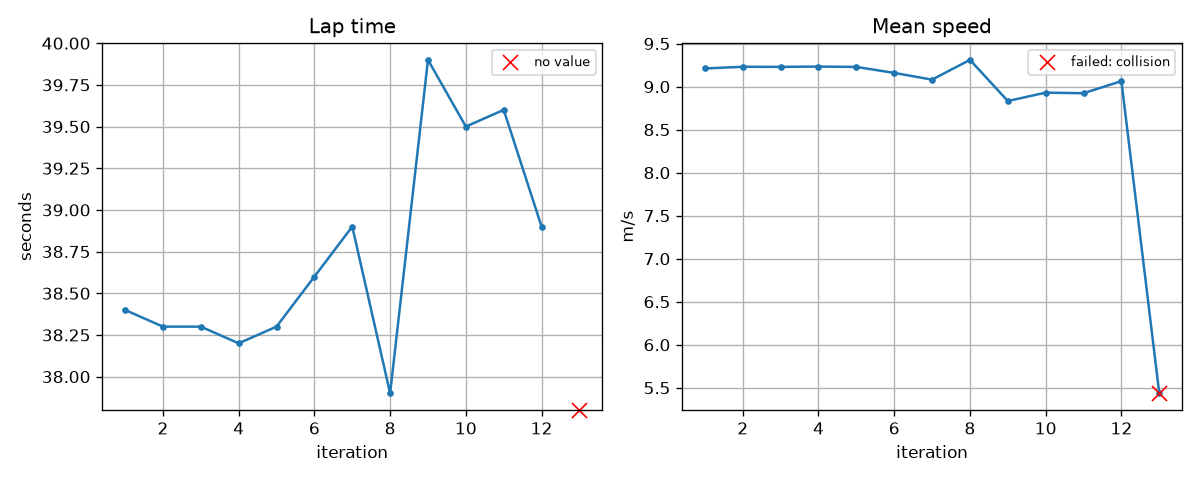 Lap time
40.00
39.75
39.50
39.25
39.00
38.75
38.50
38.25
38.00
seconds
no value
2 4 6 8 10 12
iteration
Mean speed
9.5
9.0
8.5
8.0
7.5
7.0
6.5
6.0
5.5
m/s
failed: collision
2 4 6 8 10 12
iteration